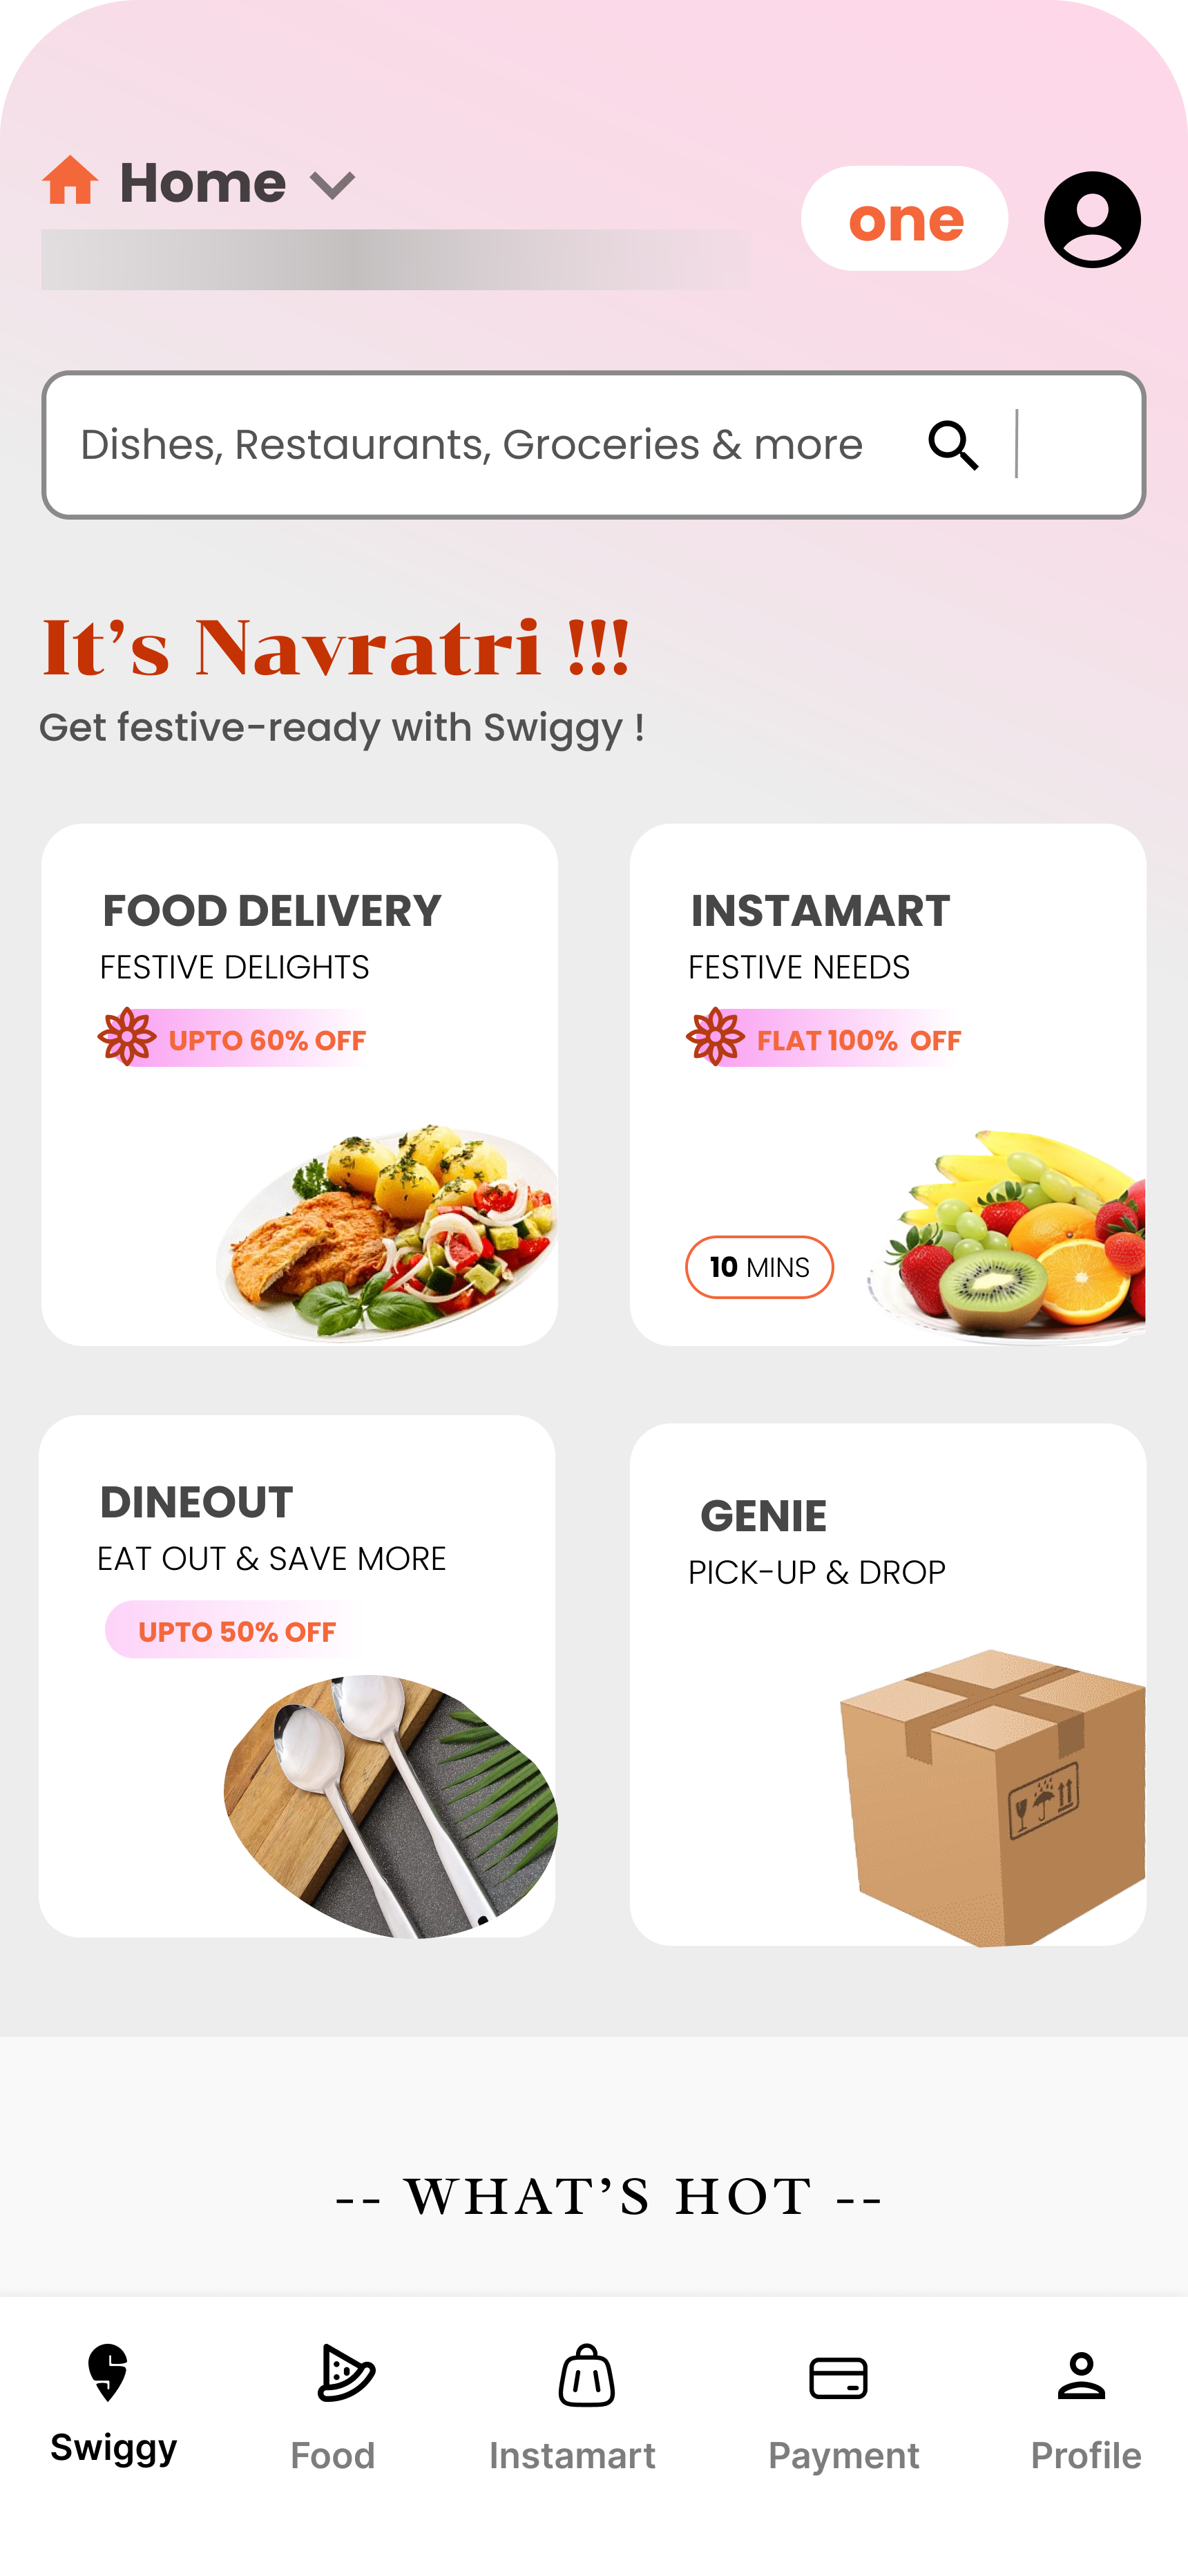 Home
one
Dishes, Restaurants, Groceries & more
It's Navratri !!!
Get festive-ready with Swiggy !
FOOD DELIVERY
FESTIVE DELIGHTS
UPTO 60% OFF
INSTAMART
FESTIVE NEEDS
FLAT 100% OFF
10 MINS
DINEOUT
EAT OUT & SAVE MORE
UPTO 50% OFF
GENIE
PICK-UP & DROP
-- WHAT'S HOT --
Swiggy
Food
Instamart
Payment
Profile